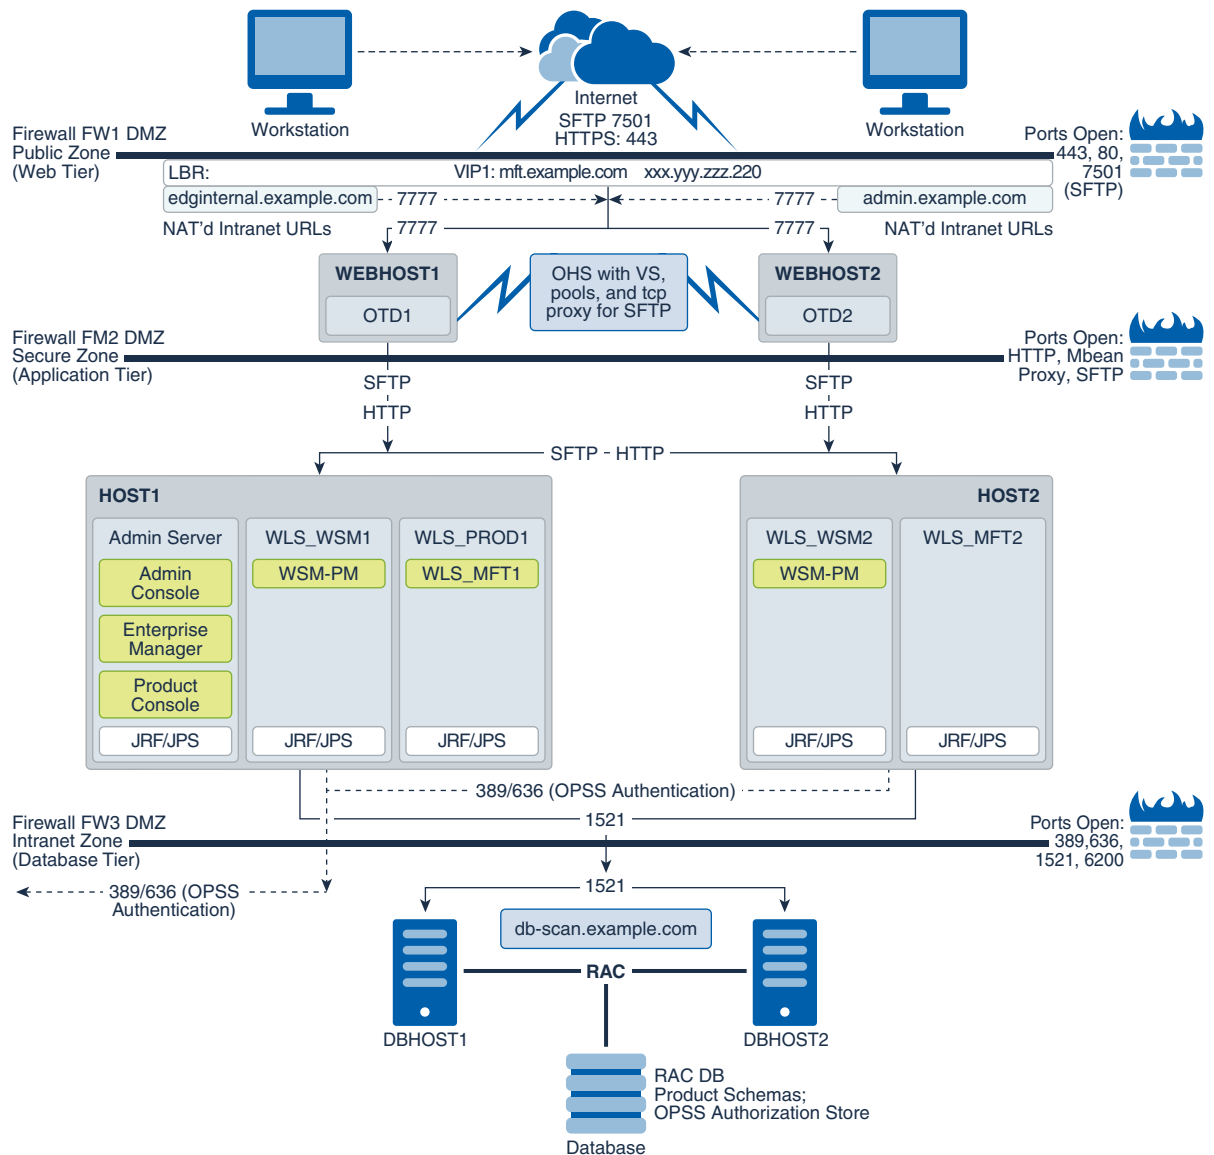 Internet
SFTP 7501
HTTPS: 443
Workstation
Workstation
Firewall FW1 DMZ
Public Zone
(Web Tier)
Ports Open:
443, 80,
7501
(SFTP)
LBR:
VIP1: mft.example.com xxx.yyy.zzz.220
edginternal.example.com
7777
7777
admin.example.com
NAT’d Intranet URLs
7777
7777
NAT’d Intranet URLs
WEBHOST1
OTD1
OHS with VS,
pools, and tcp
proxy for SFTP
WEBHOST2
OTD2
Firewall FM2 DMZ
Secure Zone
(Application Tier)
Ports Open:
HTTP, Mbean
Proxy, SFTP
SFTP
HTTP
SFTP
HTTP
SFTP - HTTP
HOST1
Admin Server
Admin
Console
Enterprise
Manager
Product
Console
JRF/JPS
WLS_WSM1
WSM-PM
JRF/JPS
WLS_PROD1
WLS_MFT1
JRF/JPS
HOST2
WLS_WSM2
WSM-PM
JRF/JPS
WLS_MFT2
JRF/JPS
389/636 (OPSS Authentication)
1521
Firewall FW3 DMZ
Intranet Zone
(Database Tier)
Ports Open:
389,636,
1521, 6200
389/636 (OPSS
Authentication)
1521
db-scan.example.com
RAC
DBHOST1
DBHOST2
RAC DB
Product Schemas;
OPSS Authorization Store
Database